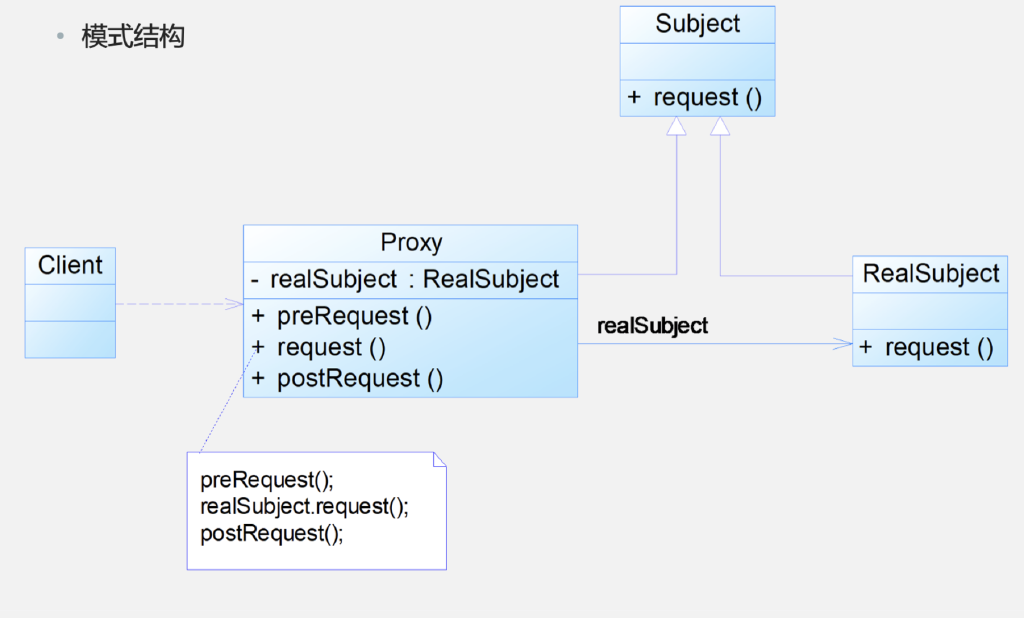 • 模式结构
Subject
+ request ()
Client
Proxy
- realSubject : RealSubject
+ preRequest ()
+ request ()
+ postRequest ()
realSubject
RealSubject
+ request ()
preRequest();
realSubject.request();
postRequest();